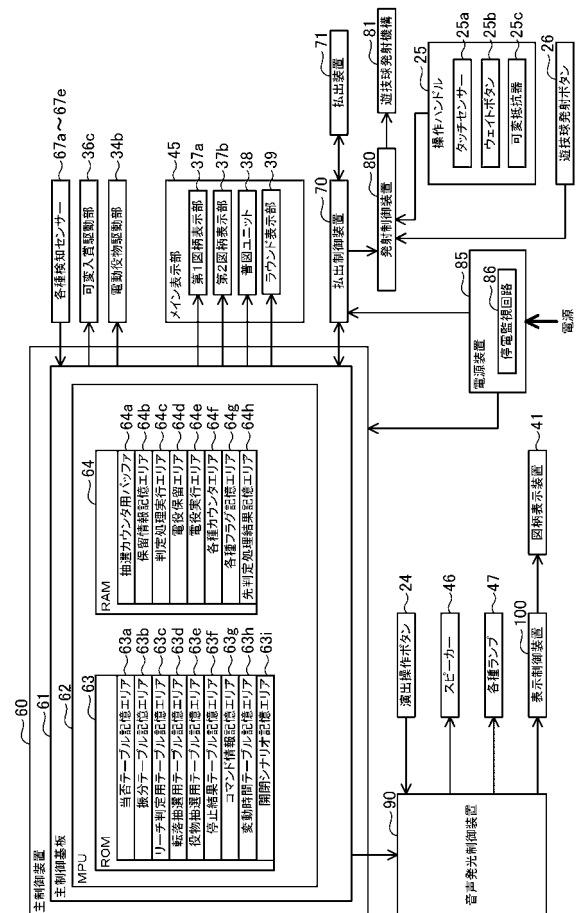 主制御装置
60
主制御基板
61
MPU
62
ROM
63
当否テーブル記憶エリア
63a
振分テーブル記憶エリア
63b
リーチ判定用テーブル記憶エリア
63c
転落抽選用テーブル記憶エリア
63d
役物抽選用テーブル記憶エリア
63e
停止結果テーブル記憶エリア
63f
コマンド情報記憶エリア
63g
変動時間テーブル記憶エリア
63h
開閉シナリオ記憶エリア
63i
RAM
64
抽選カウンタ用バッファ
64a
保留情報記憶エリア
64b
判定処理実行エリア
64c
電役保留エリア
64d
電役実行エリア
64e
各種カウンタエリア
64f
各種フラグ記憶エリア
64g
先判定処理結果記憶エリア
64h
各種検知センサー
67a～67e
可変入賞駆動部
36c
電動役物駆動部
34b
メイン表示部
45
第1図柄表示部
37a
第2図柄表示部
37b
普図ユニット
38
ラウンド表示部
39
払出制御装置
70
払出装置
71
発射制御装置
80
遊技球発射機構
81
操作ハンドル
25
タッチセンサー
25a
ウェイトボタン
25b
可変抵抗器
25c
遊技球発射ボタン
26
電源装置
85
停電監視回路
86
電源
音声発光制御装置
90
演出操作ボタン
24
スピーカー
46
各種ランプ
47
表示制御装置
100
図柄表示装置
41